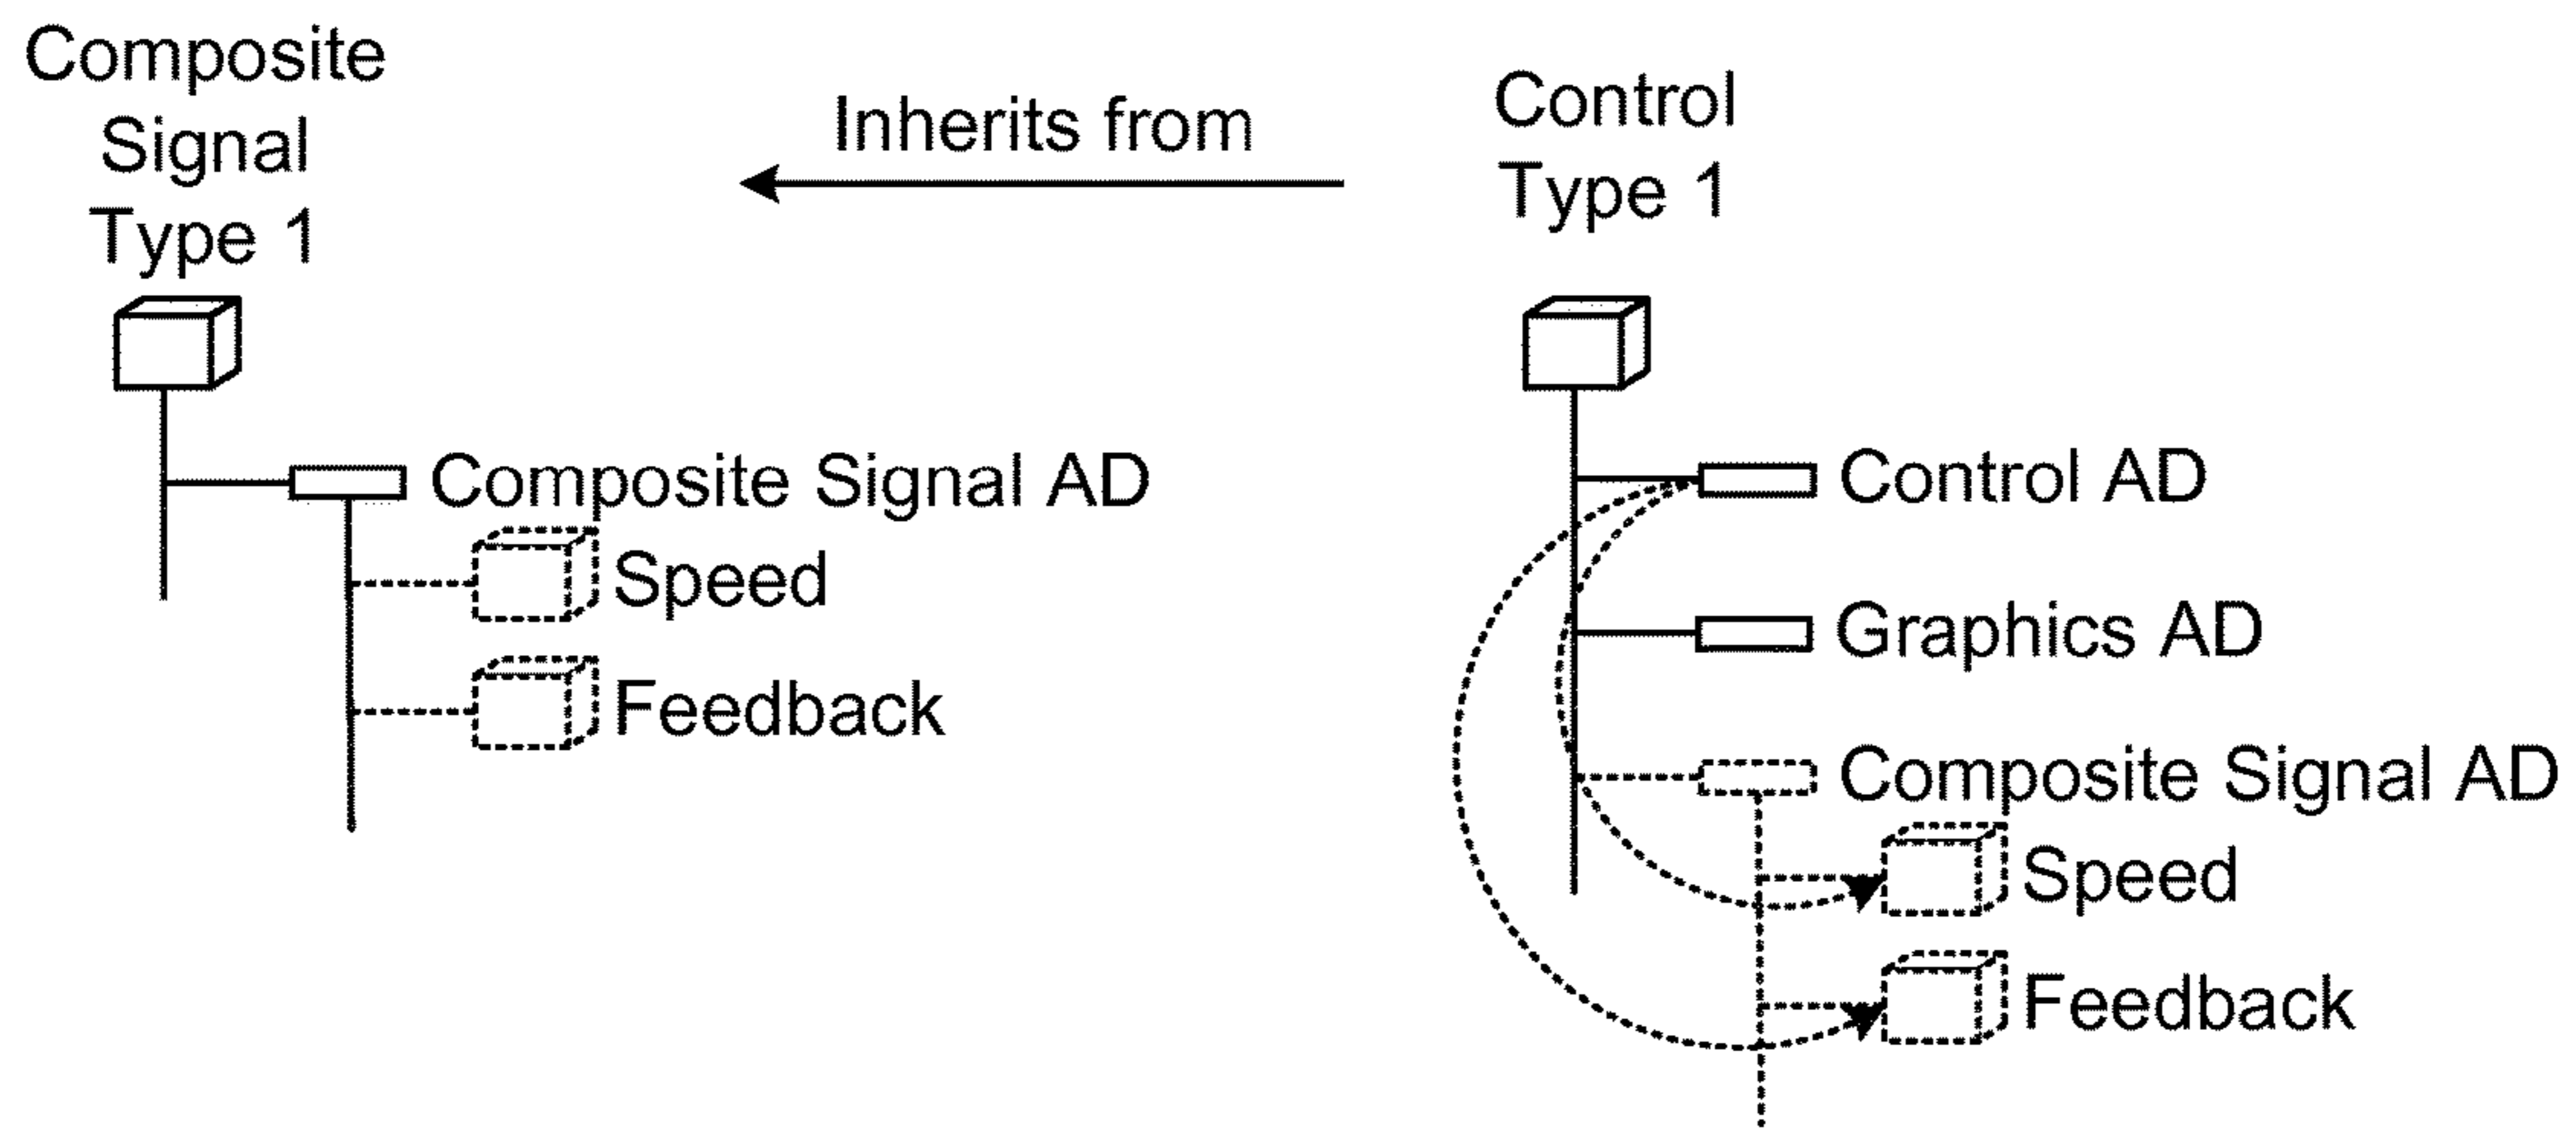 Composite
Signal
Type 1
Inherits from
Control
Type 1
Composite Signal AD
Speed
Feedback
Control AD
Graphics AD
Composite Signal AD
Speed
Feedback